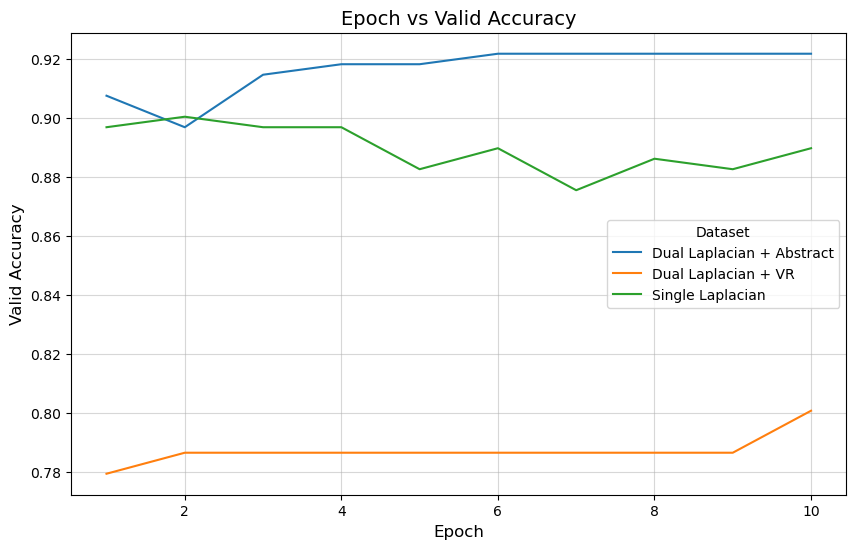 Epoch vs Valid Accuracy
Valid Accuracy
0.92
0.90
0.88
0.86
0.84
0.82
0.80
0.78
Dataset
Dual Laplacian + Abstract
Dual Laplacian + VR
Single Laplacian
2
4
6
8
10
Epoch